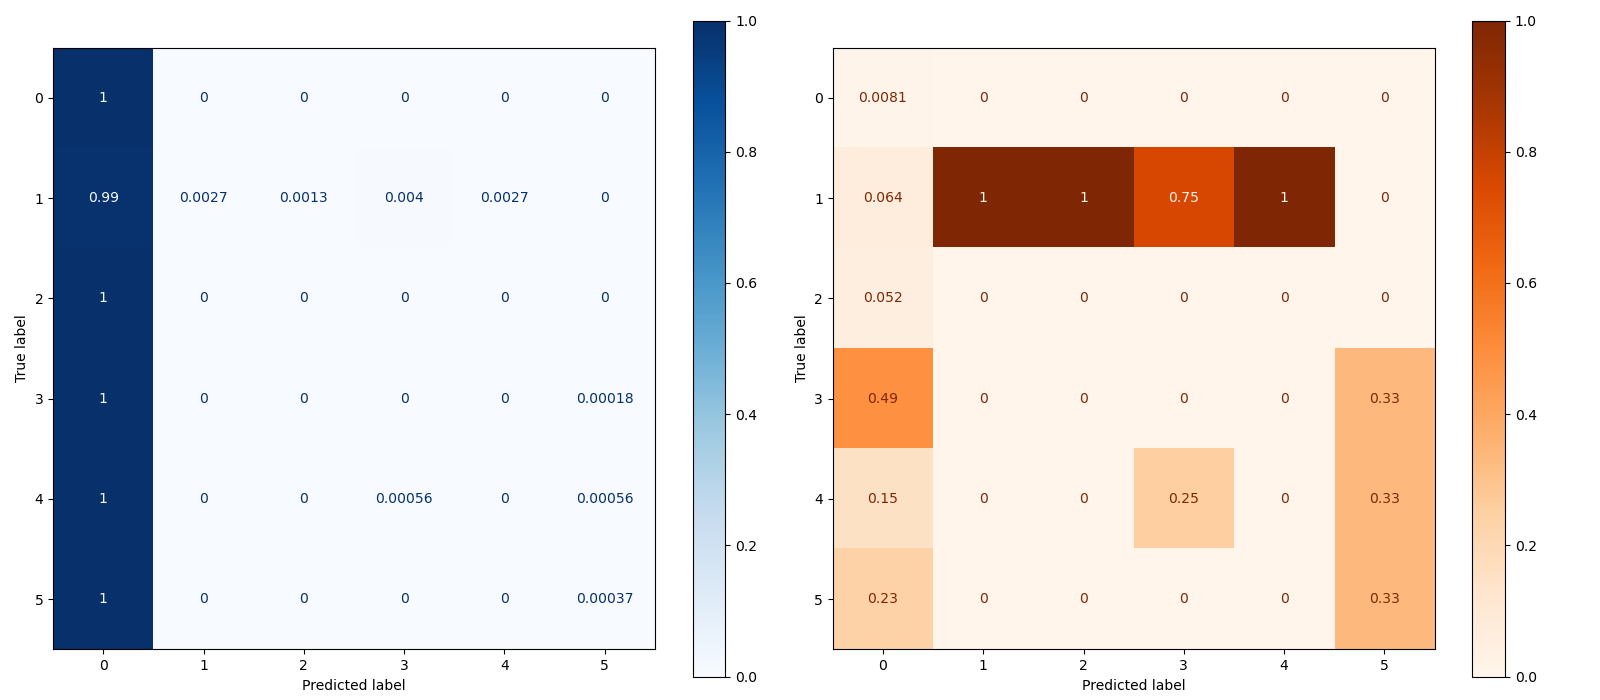 0 1 0 0 0 0 0
1 0.99 0.0027 0.0013 0.004 0.0027 0
2 1 0 0 0 0 0
3 1 0 0 0 0 0.00018
4 1 0 0 0.00056 0 0.00056
5 1 0 0 0 0 0.00037
0 1 2 3 4 5
True label
Predicted label
1.0
0.8
0.6
0.4
0.2
0.0
0 0.0081 0 0 0 0 0
1 0.064 1 1 0.75 1 0
2 0.052 0 0 0 0 0
3 0.49 0 0 0 0 0.33
4 0.15 0 0 0.25 0 0.33
5 0.23 0 0 0 0 0.33
0 1 2 3 4 5
True label
Predicted label
1.0
0.8
0.6
0.4
0.2
0.0